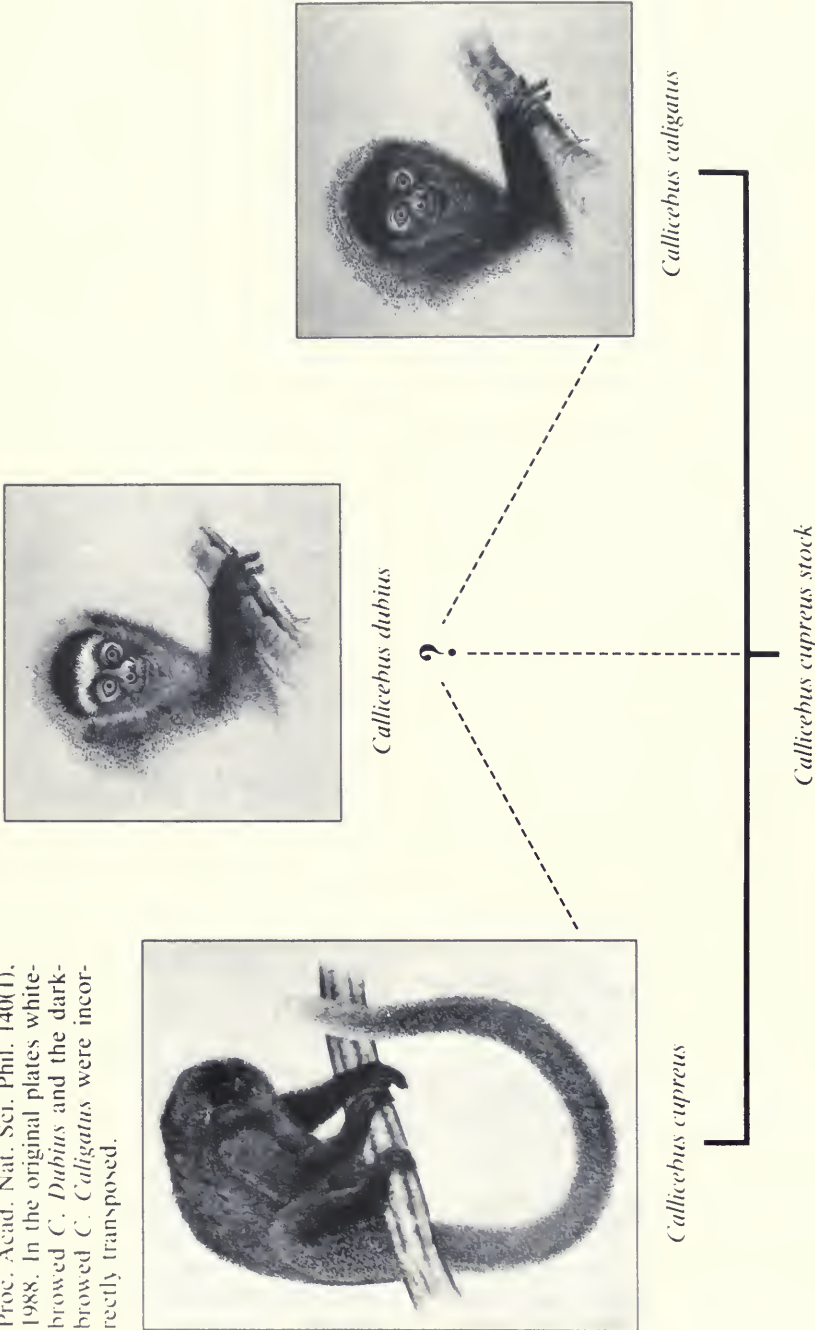 Proc. Acad. Nat. Sci. Phil. 140(1),
1988. In the original plates white-
browed C. Dubius and the dark-
browed C. Caligatus were incor-
rectly transposed.
Callicebus cupreus
Callicebus dubius
?
Callicebus caligatus
Callicebus cupreus stock